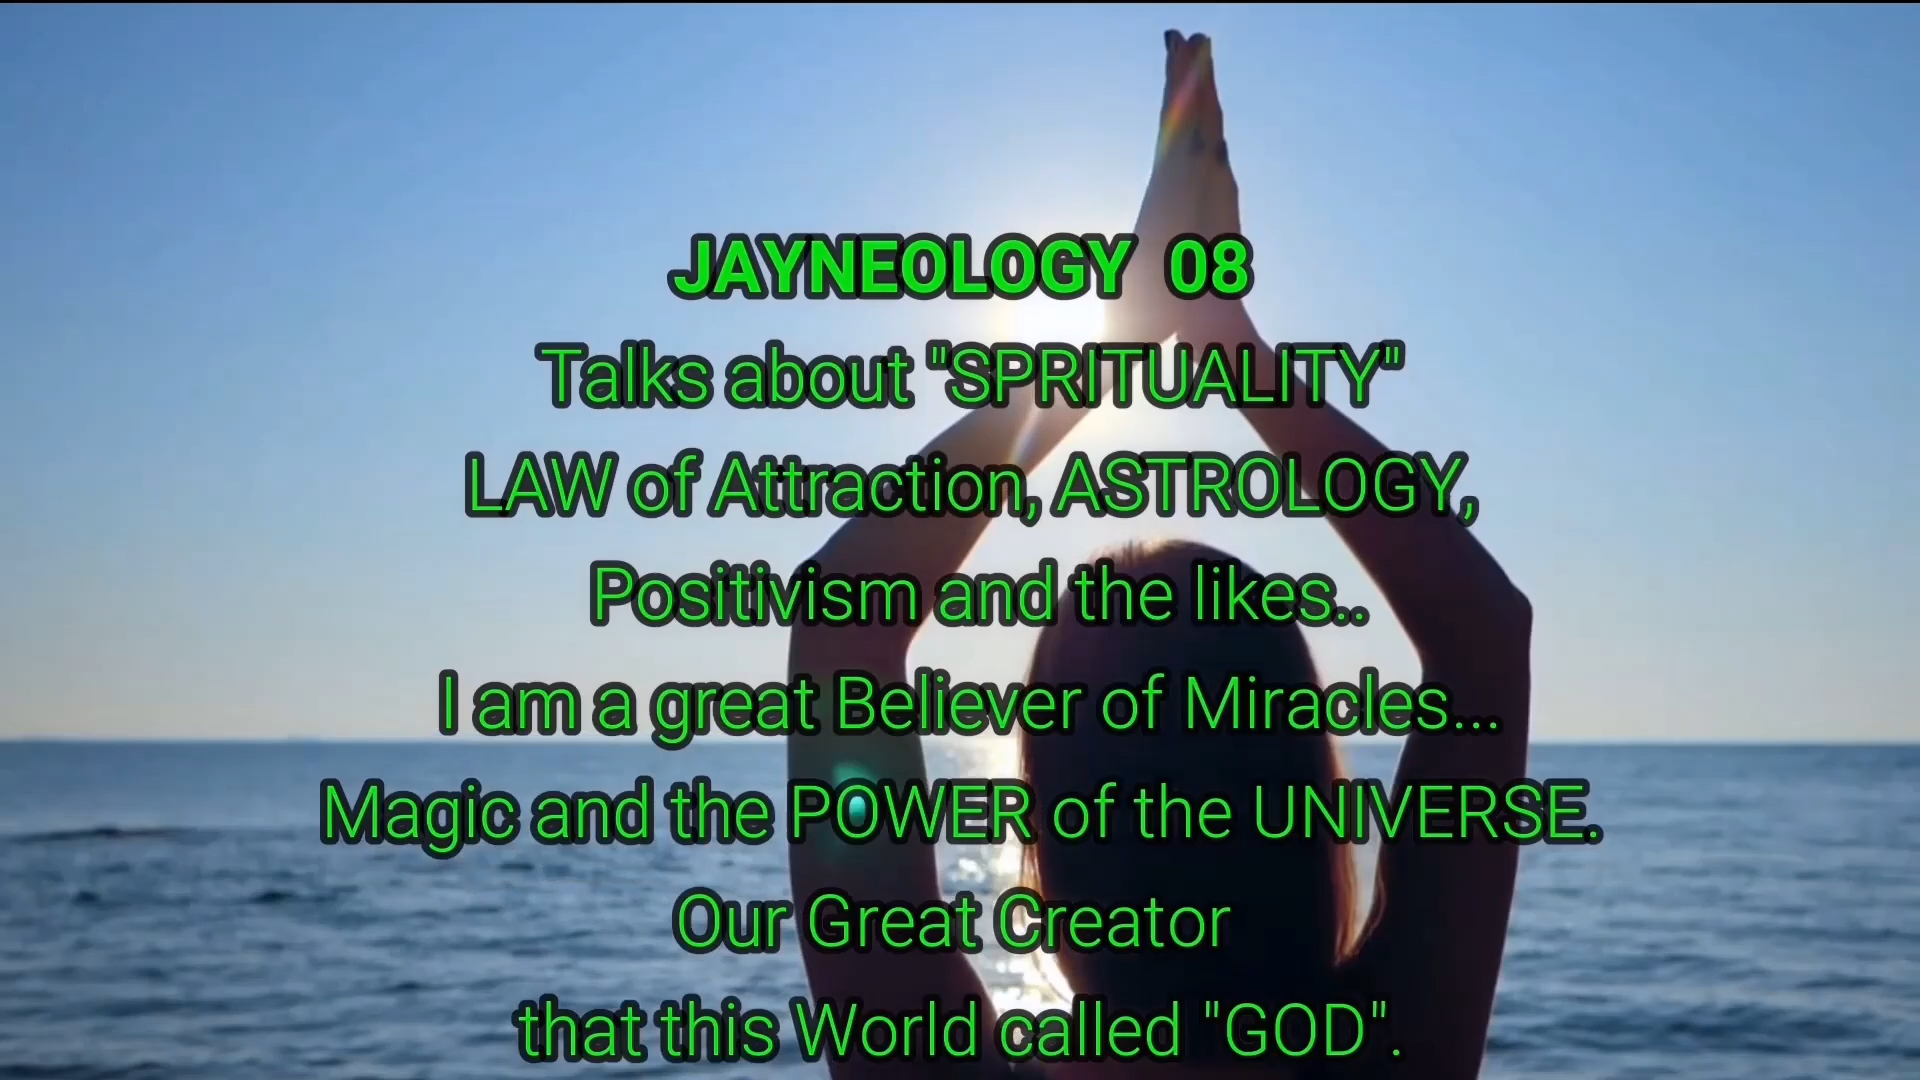 JAYNEOLOGY 08
Talks about "SPRITUALITY"
LAW of Attraction, ASTROLOGY,
Positivism and the likes..
I am a great Believer of Miracles...
Magic and the POWER of the UNIVERSE.
Our Great Creator
that this World called "GOD".